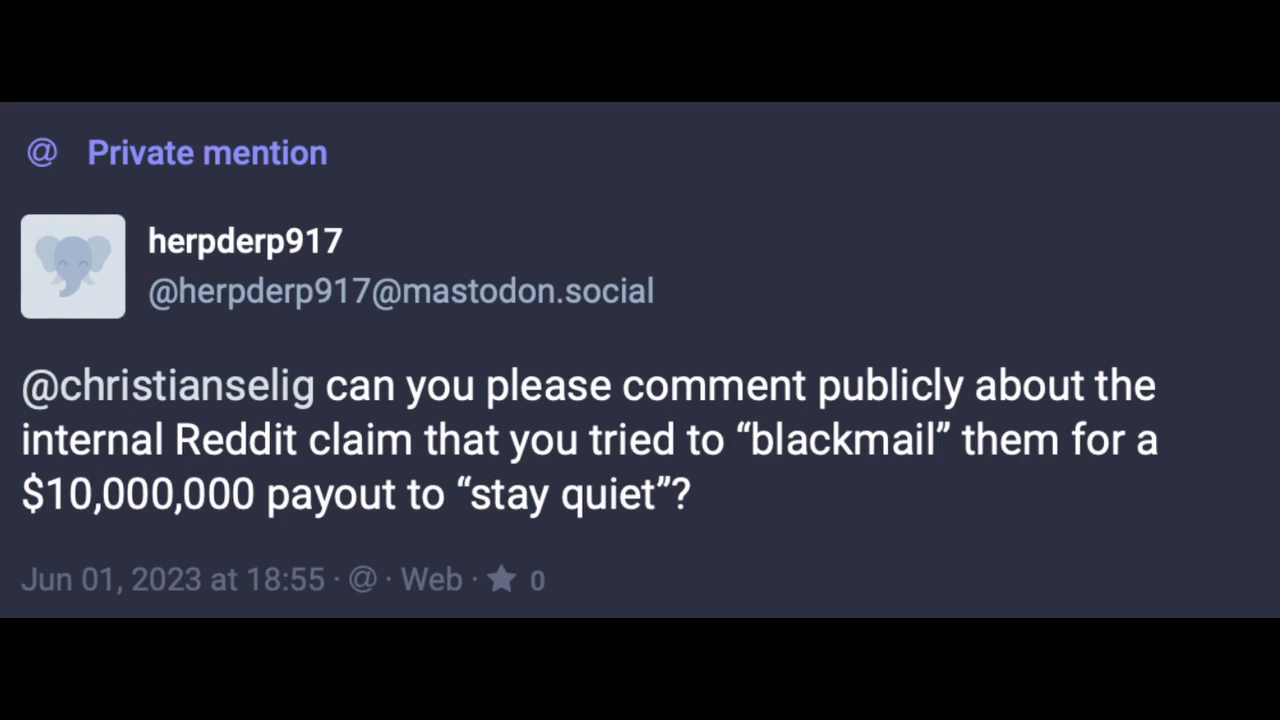 @ Private mention
herpderp917
@herpderp917@mastodon.social
@christianselig can you please comment publicly about the
internal Reddit claim that you tried to “blackmail” them for a
$10,000,000 payout to “stay quiet”?
Jun 01, 2023 at 18:55 · @ · Web · ★ 0